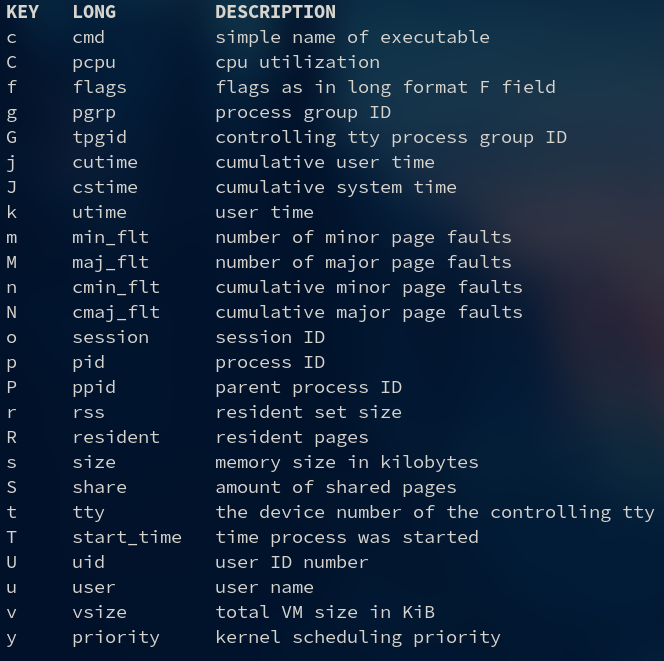 KEY   LONG         DESCRIPTION
c     cmd          simple name of executable
C     pcpu         cpu utilization
f     flags        flags as in long format F field
g     pgrp         process group ID
G     tpgid        controlling tty process group ID
j     cutime       cumulative user time
J     cstime       cumulative system time
k     utime        user time
m     min_flt      number of minor page faults
M     maj_flt      number of major page faults
n     cmin_flt     cumulative minor page faults
N     cmaj_flt     cumulative major page faults
o     session      session ID
p     pid          process ID
P     ppid         parent process ID
r     rss          resident set size
R     resident     resident pages
s     size         memory size in kilobytes
S     share        amount of shared pages
t     tty          the device number of the controlling tty
T     start_time   time process was started
U     uid          user ID number
u     user         user name
v     vsize        total VM size in KiB
y     priority     kernel scheduling priority